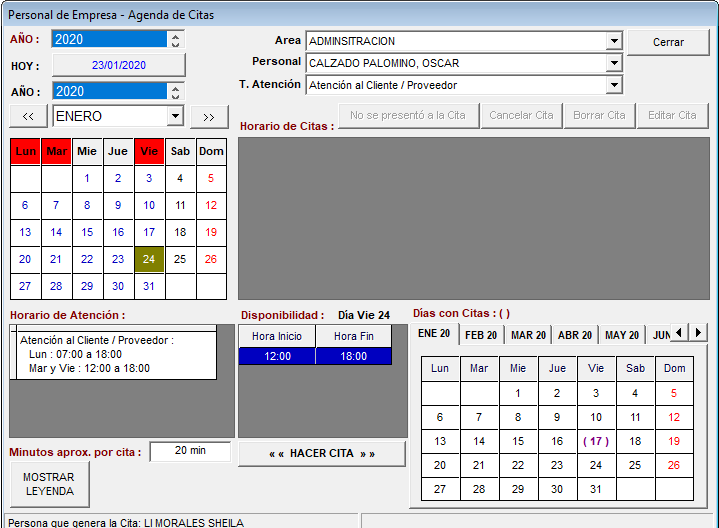 Personal de Empresa - Agenda de Citas
AÑO : 2020
HOY : 23/01/2020
AÑO : 2020
<< ENERO >>
Area ADMINSITRACION
Personal CALZADO PALOMINO, OSCAR
T. Atención Atención al Cliente / Proveedor
Cerrar
No se presentó a la Cita Cancelar Cita Borrar Cita Editar Cita
Horario de Citas :
Lun Mar Mie Jue Vie Sab Dom
1 2 3 4 5
6 7 8 9 10 11 12
13 14 15 16 17 18 19
20 21 22 23 24 25 26
27 28 29 30 31
Horario de Atención :
Atención al Cliente / Proveedor :
Lun : 07:00 a 18:00
Mar y Vie : 12:00 a 18:00
Minutos aprox. por cita : 20 min
MOSTRAR
LEYENDA
Disponibilidad : Día Vie 24
Hora Inicio Hora Fin
12:00 18:00
« « HACER CITA » »
Días con Citas : ( )
ENE 20 FEB 20 MAR 20 ABR 20 MAY 20 JUN
Lun Mar Mie Jue Vie Sab Dom
1 2 3 4 5
6 7 8 9 10 11 12
13 14 15 16 ( 17 ) 18 19
20 21 22 23 24 25 26
27 28 29 30 31
Persona que genera la Cita: LI MORALES SHEILA